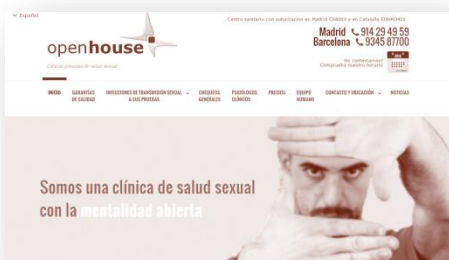 Español
Centro sanitario con autorización en Madrid CS8093 y en Cataluña E08993421
openhouse
Clínicas privadas de salud sexual
Madrid 914 29 49 59
Barcelona 9345 87700
No contestamos?
Compruebe nuestro horario
INICIO
GARANTÍAS
DE CALIDAD
INFECCIONES DE TRANSMISIÓN SEXUAL
& SUS PRUEBAS
CHEQUEOS
GENERALES
PSICÓLOGOS
CLÍNICOS
PRECIOS
EQUIPO
HUMANO
CONTACTO Y UBICACIÓN
NOTICIAS
Somos una clínica de salud sexual
con la mentalidad abierta